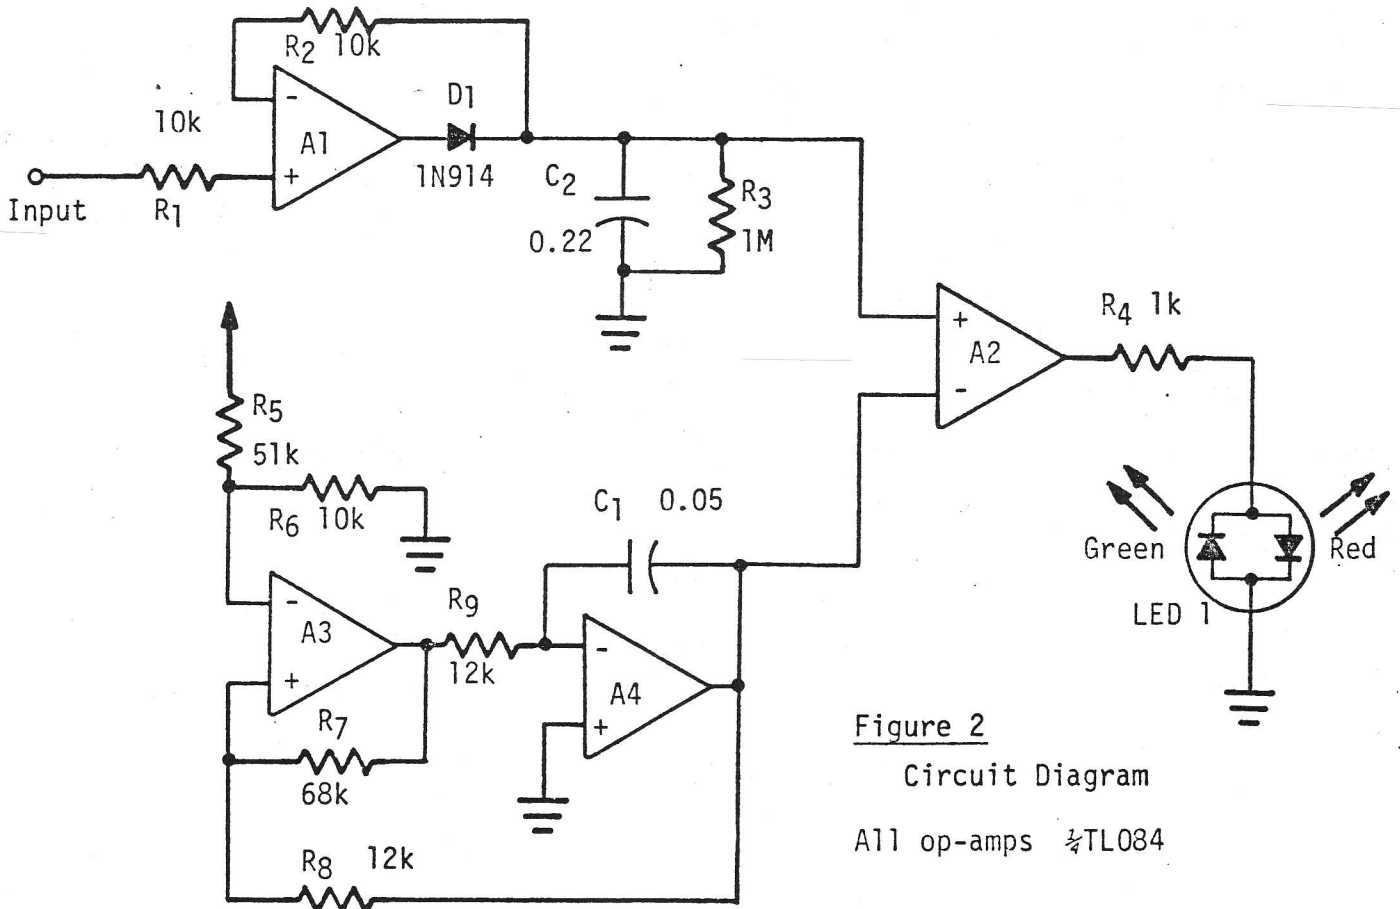 R2 10k
10k
R1
Input
-
A1
+
D1
1N914
C2
0.22
R3
1M
R5
51k
R6 10k
-
A3
+
R7
68k
R8 12k
R9
12k
C1 0.05
-
A4
+
+
A2
-
R4 1k
Green
Red
LED 1
Figure 2
Circuit Diagram
All op-amps ¼TL084